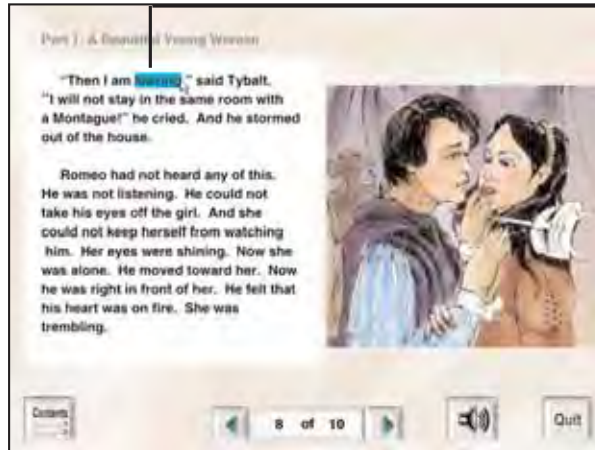 Part 1: A Beautiful Young Woman
"Then I am leaving," said Tybalt.
"I will not stay in the same room with
a Montague!" he cried. And he stormed
out of the house.
Romeo had not heard any of this.
He was not listening. He could not
take his eyes off the girl. And she
could not keep herself from watching
him. Her eyes were shining. Now she
was alone. He moved toward her. Now
he was right in front of her. He felt that
his heart was on fire. She was
trembling.
Contents
8 of 10
Quit